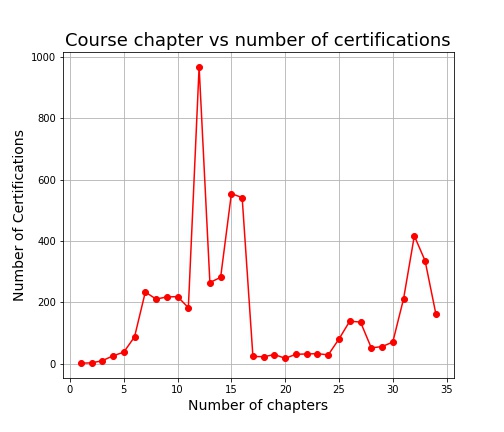 Course chapter vs number of certifications
1000
800
600
400
200
0
Number of Certifications
0 5 10 15 20 25 30 35
Number of chapters